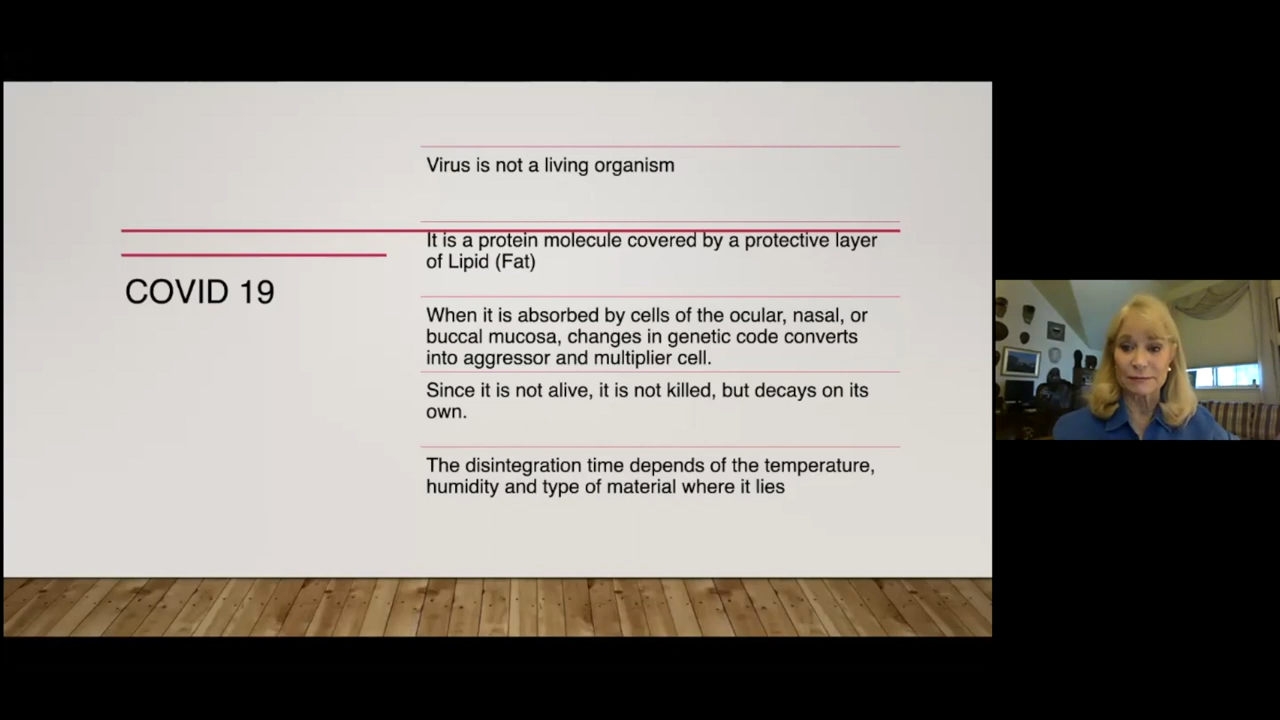 COVID 19
Virus is not a living organism
It is a protein molecule covered by a protective layer
of Lipid (Fat)
When it is absorbed by cells of the ocular, nasal, or
buccal mucosa, changes in genetic code converts
into aggressor and multiplier cell.
Since it is not alive, it is not killed, but decays on its
own.
The disintegration time depends of the temperature,
humidity and type of material where it lies